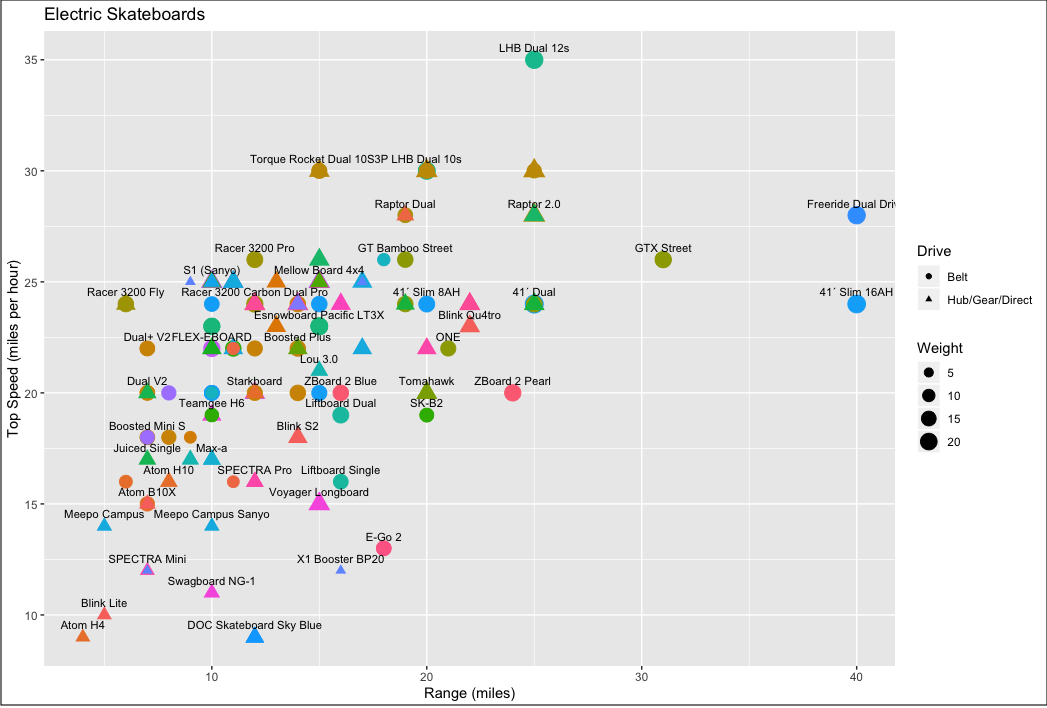 Electric Skateboards
LHB Dual 12s
35
Torque Rocket Dual 10S3P LHB Dual 10s
30
Raptor Dual
Raptor 2.0
Freeride Dual Driv
Racer 3200 Pro
GT Bamboo Street
GTX Street
S1 (Sanyo)
Mellow Board 4x4
25
Racer 3200 Fly
Racer 3200 Carbon Dual Pro
41´ Slim 8AH
41´ Dual
41´ Slim 16AH
Esnowboard Pacific LT3X
Blink Qu4tro
Dual+ V2
FLEX-EBOARD
Boosted Plus
ONE
Lou 3.0
Dual V2
Starkboard
ZBoard 2 Blue
Tomahawk
ZBoard 2 Pearl
20
Teamgee H6
Liftboard Dual
SK-B2
Boosted Mini S
Blink S2
Juiced Single
Max-a
Atom H10
SPECTRA Pro
Liftboard Single
Atom B10X
Voyager Longboard
15
Meepo Campus
Meepo Campus Sanyo
E-Go 2
SPECTRA Mini
X1 Booster BP20
Swagboard NG-1
Blink Lite
10
Atom H4
DOC Skateboard Sky Blue
10
20
30
40
Range (miles)
Top Speed (miles per hour)
Drive
Belt
Hub/Gear/Direct
Weight
5
10
15
20